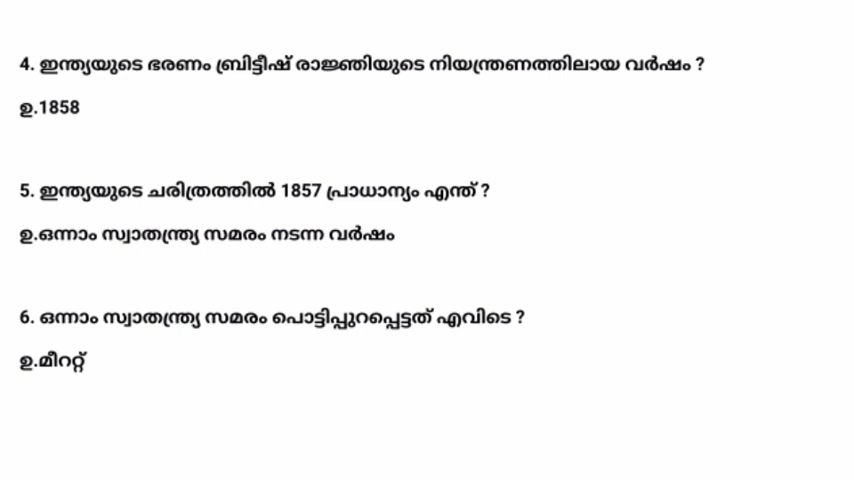 4. ഇന്ത്യയുടെ ഭരണം ബ്രിട്ടീഷ് രാജ്ഞിയുടെ നിയന്ത്രണത്തിലായ വർഷം ?
ഉ.1858
5. ഇന്ത്യയുടെ ചരിത്രത്തിൽ 1857 പ്രാധാന്യം എന്ത് ?
ഉ.ഒന്നാം സ്വാതന്ത്ര്യ സമരം നടന്ന വർഷം
6. ഒന്നാം സ്വാതന്ത്ര്യ സമരം പൊട്ടിപ്പുറപ്പെട്ടത് എവിടെ ?
ഉ.മീററ്റ്